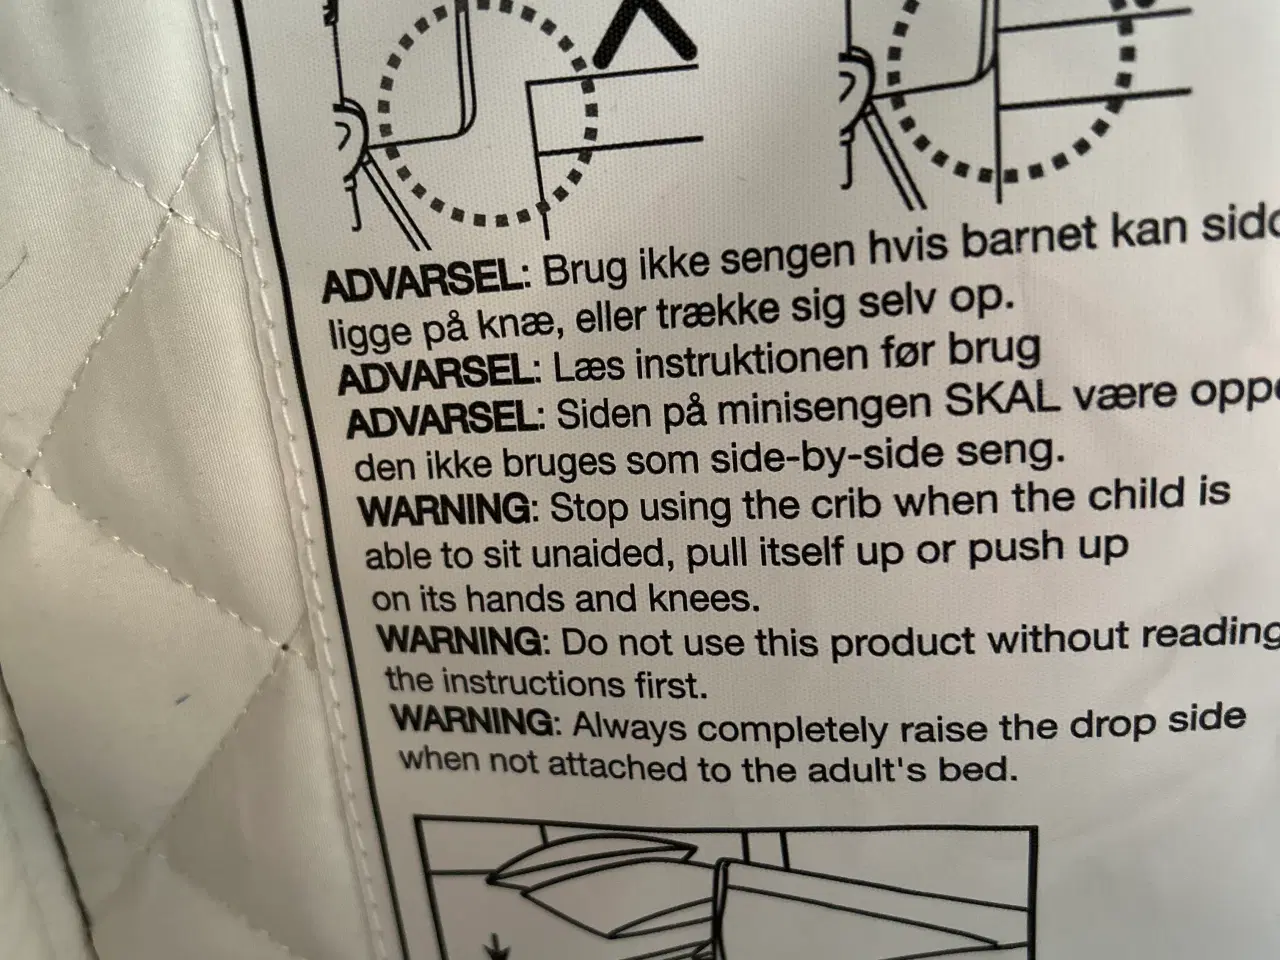 ADVARSEL: Brug ikke sengen hvis barnet kan
ligge på knæ, eller trække sig selv op.
ADVARSEL: Læs instruktionen før brug
ADVARSEL: Siden på minisengen SKAL være
den ikke bruges som side-by-side seng.
WARNING: Stop using the crib when the child is
able to sit unaided, pull itself up or push up
on its hands and knees.
WARNING: Do not use this product without reading
the instructions first.
WARNING: Always completely raise the drop side
when not attached to the adult's bed.